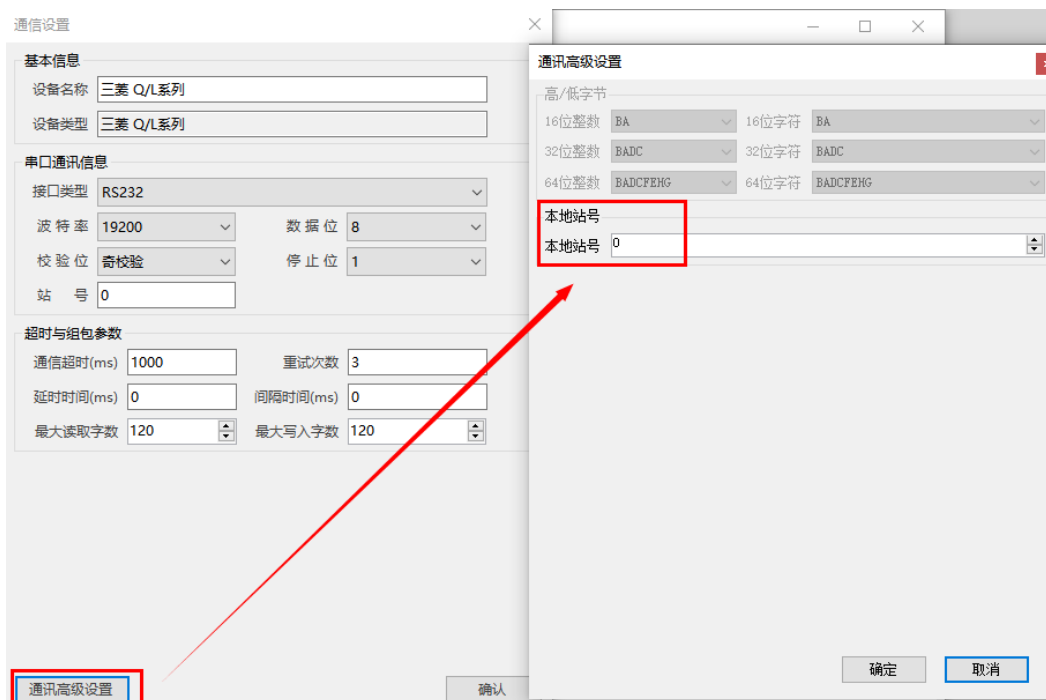 通信设置
基本信息
设备名称 三菱 Q/L系列
设备类型 三菱 Q/L系列
串口通讯信息
接口类型 RS232
波特率 19200 数据位 8
校验位 奇校验 停止位 1
站 号 0
超时与组包参数
通信超时(ms) 1000 重试次数 3
延时时间(ms) 0 间隔时间(ms) 0
最大读取字数 120 最大写入字数 120
通讯高级设置 确认
通讯高级设置
高/低字节
16位整数 BA 16位字符 BA
32位整数 BADC 32位字符 BADC
64位整数 BADCFEHG 64位字符 BADCFEHG
本地站号
本地站号 0
确定 取消